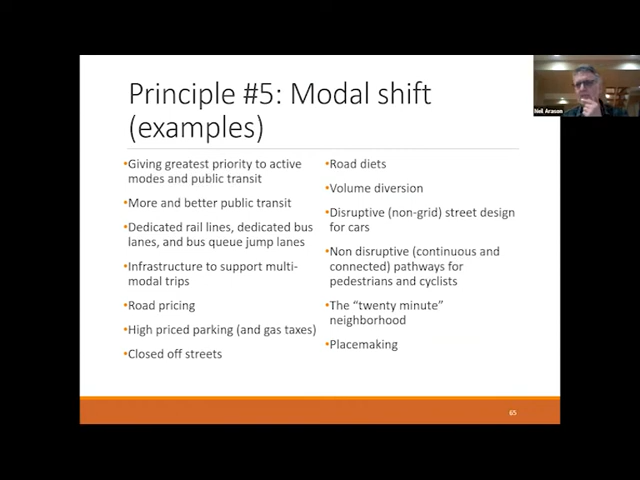 Principle #5: Modal shift
(examples)
•Giving greatest priority to active
modes and public transit
•More and better public transit
•Dedicated rail lines, dedicated bus
lanes, and bus queue jump lanes
•Infrastructure to support multi-
modal trips
•Road pricing
•High priced parking (and gas taxes)
•Closed off streets
•Road diets
•Volume diversion
•Disruptive (non-grid) street design
for cars
•Non disruptive (continuous and
connected) pathways for
pedestrians and cyclists
•The “twenty minute”
neighborhood
•Placemaking
65
Neil Arason